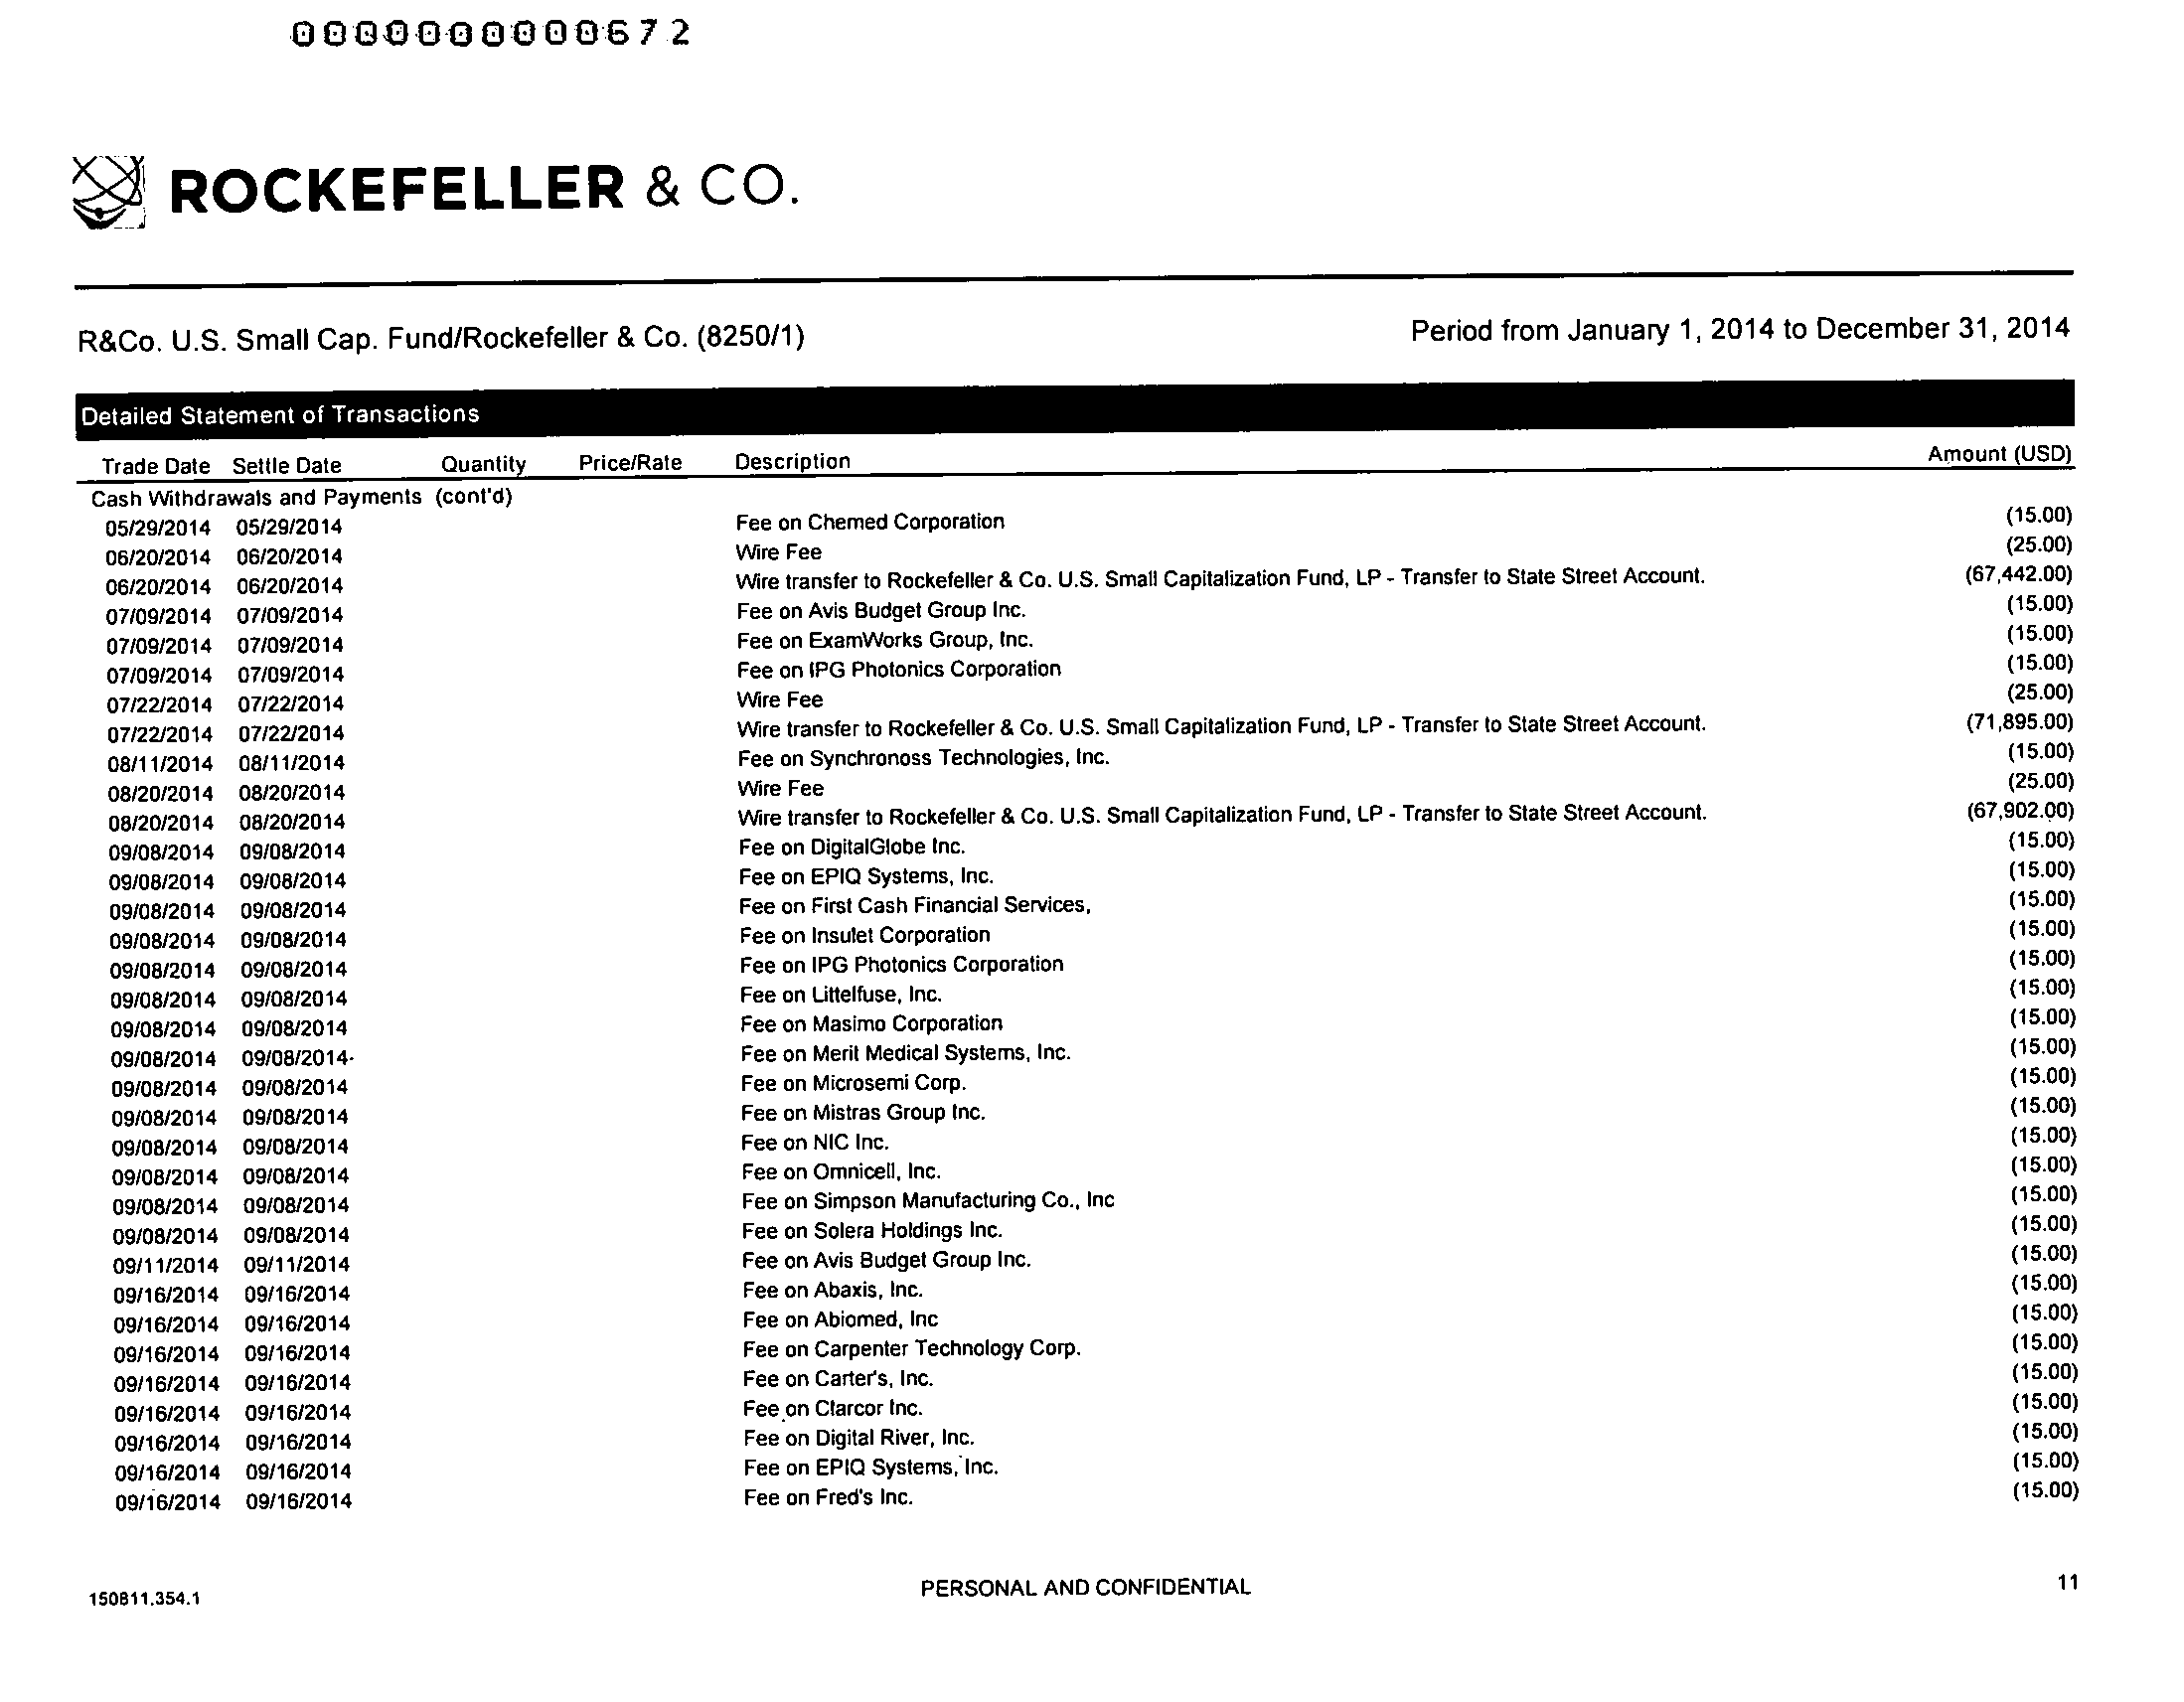 0000000000672
ROCKEFELLER & CO.
R&Co. U.S. Small Cap. Fund/Rockefeller & Co. (8250/1) Period from January 1, 2014 to December 31, 2014
Detailed Statement of Transactions
Trade Date Settle Date Quantity Price/Rate Description Amount (USD)
Cash Withdrawals and Payments (cont'd)
05/29/2014 05/29/2014 Fee on Chemed Corporation (15.00)
06/20/2014 06/20/2014 Wire Fee (25.00)
06/20/2014 06/20/2014 Wire transfer to Rockefeller & Co. U.S. Small Capitalization Fund, LP - Transfer to State Street Account. (67,442.00)
07/09/2014 07/09/2014 Fee on Avis Budget Group Inc. (15.00)
07/09/2014 07/09/2014 Fee on ExamWorks Group, Inc. (15.00)
07/09/2014 07/09/2014 Fee on IPG Photonics Corporation (15.00)
07/22/2014 07/22/2014 Wire Fee (25.00)
07/22/2014 07/22/2014 Wire transfer to Rockefeller & Co. U.S. Small Capitalization Fund, LP - Transfer to State Street Account. (71,895.00)
08/11/2014 08/11/2014 Fee on Synchronoss Technologies, Inc. (15.00)
08/20/2014 08/20/2014 Wire Fee (25.00)
08/20/2014 08/20/2014 Wire transfer to Rockefeller & Co. U.S. Small Capitalization Fund, LP - Transfer to State Street Account. (67,902.00)
09/08/2014 09/08/2014 Fee on DigitalGlobe Inc. (15.00)
09/08/2014 09/08/2014 Fee on EPIQ Systems, Inc. (15.00)
09/08/2014 09/08/2014 Fee on First Cash Financial Services, (15.00)
09/08/2014 09/08/2014 Fee on Insulet Corporation (15.00)
09/08/2014 09/08/2014 Fee on IPG Photonics Corporation (15.00)
09/08/2014 09/08/2014 Fee on Littelfuse, Inc. (15.00)
09/08/2014 09/08/2014 Fee on Masimo Corporation (15.00)
09/08/2014 09/08/2014 Fee on Merit Medical Systems, Inc. (15.00)
09/08/2014 09/08/2014 Fee on Microsemi Corp. (15.00)
09/08/2014 09/08/2014 Fee on Mistras Group Inc. (15.00)
09/08/2014 09/08/2014 Fee on NIC Inc. (15.00)
09/08/2014 09/08/2014 Fee on Omnicell, Inc. (15.00)
09/08/2014 09/08/2014 Fee on Simpson Manufacturing Co., Inc (15.00)
09/08/2014 09/08/2014 Fee on Solera Holdings Inc. (15.00)
09/11/2014 09/11/2014 Fee on Avis Budget Group Inc. (15.00)
09/16/2014 09/16/2014 Fee on Abaxis, Inc. (15.00)
09/16/2014 09/16/2014 Fee on Abiomed, Inc (15.00)
09/16/2014 09/16/2014 Fee on Carpenter Technology Corp. (15.00)
09/16/2014 09/16/2014 Fee on Carter's, Inc. (15.00)
09/16/2014 09/16/2014 Fee on Clarcor Inc. (15.00)
09/16/2014 09/16/2014 Fee on Digital River, Inc. (15.00)
09/16/2014 09/16/2014 Fee on EPIQ Systems, Inc. (15.00)
09/16/2014 09/16/2014 Fee on Fred's Inc. (15.00)
150811.354.1 PERSONAL AND CONFIDENTIAL 11